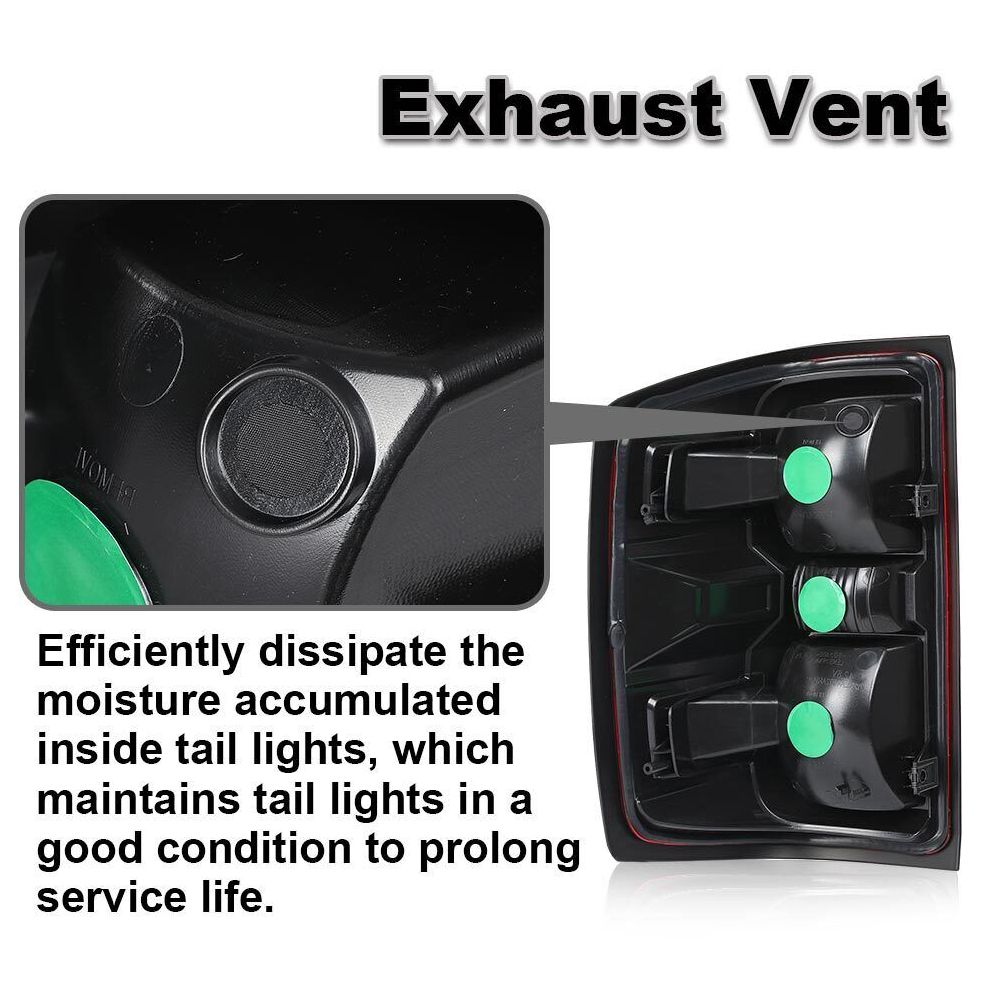 Exhaust Vent
Efficiently dissipate the
moisture accumulated
inside tail lights, which
maintains tail lights in a
good condition to prolong
service life.